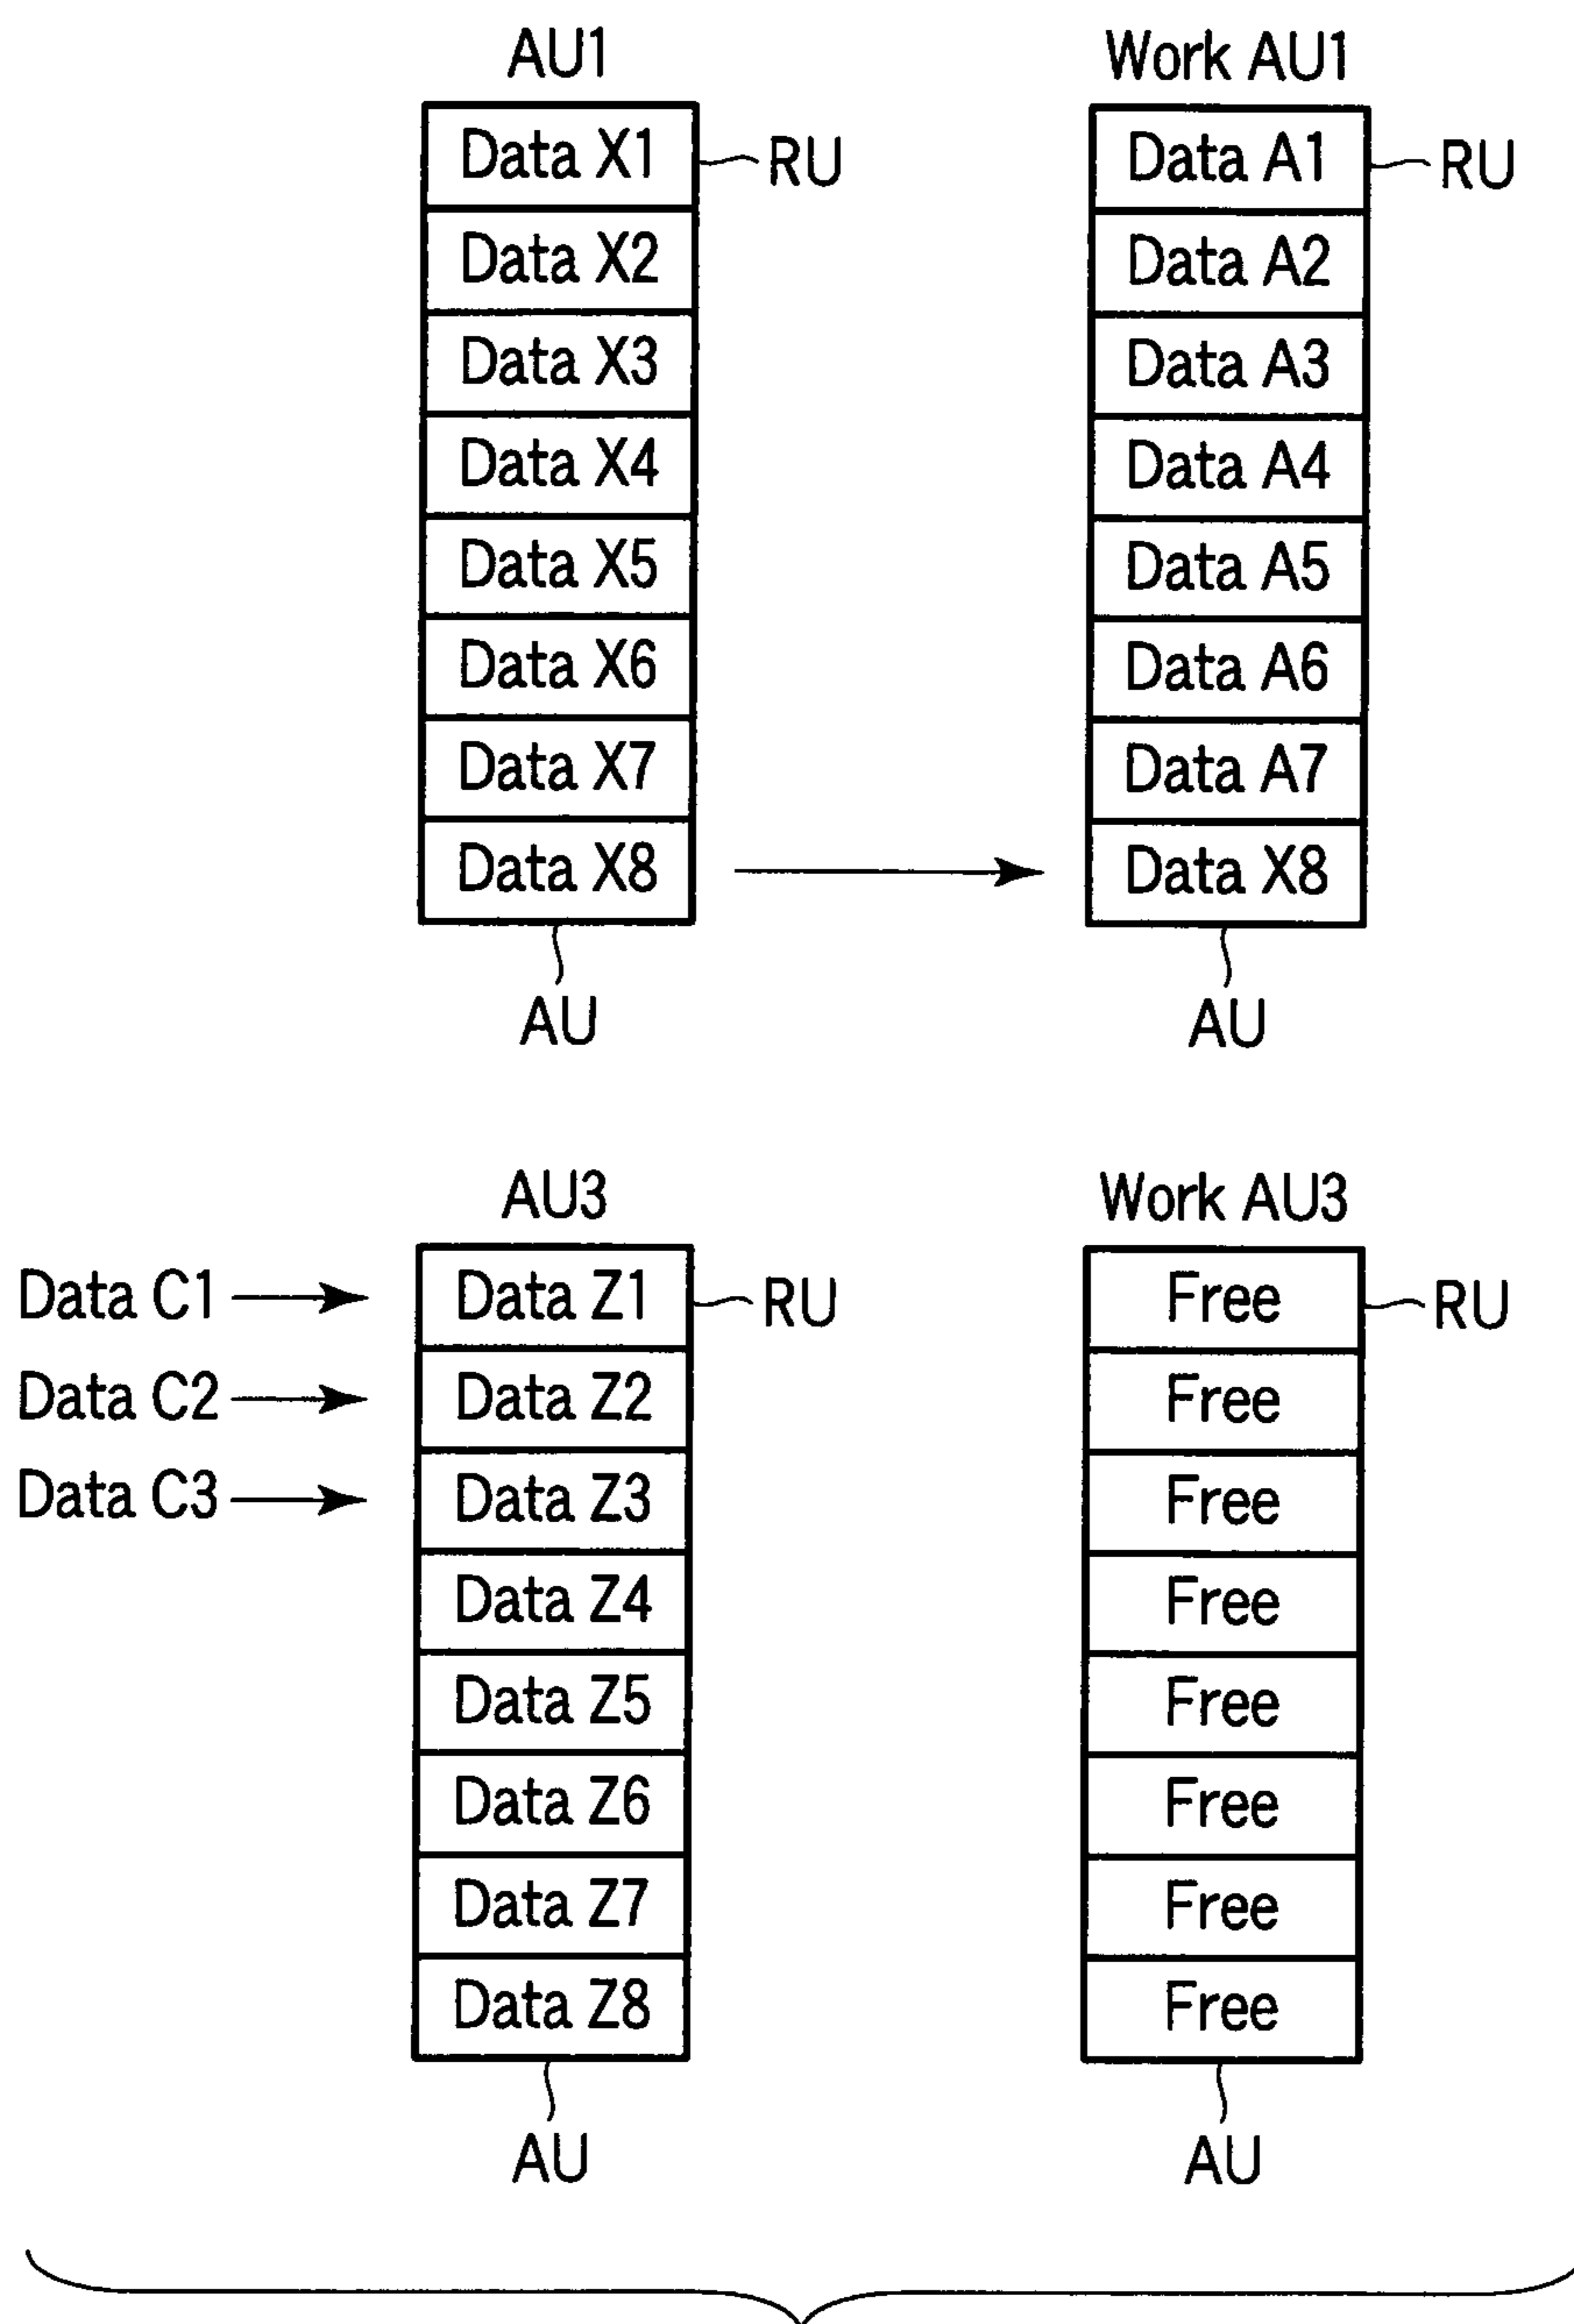 AU1
Work AU1
Data X1
RU
Data A1
RU
Data X2
Data A2
Data X3
Data A3
Data X4
Data A4
Data X5
Data A5
Data X6
Data A6
Data X7
Data A7
Data X8
Data X8
AU
AU
AU3
Work AU3
Data C1
Data Z1
RU
Free
RU
Data C2
Data Z2
Free
Data C3
Data Z3
Free
Data Z4
Free
Data Z5
Free
Data Z6
Free
Data Z7
Free
Data Z8
Free
AU
AU